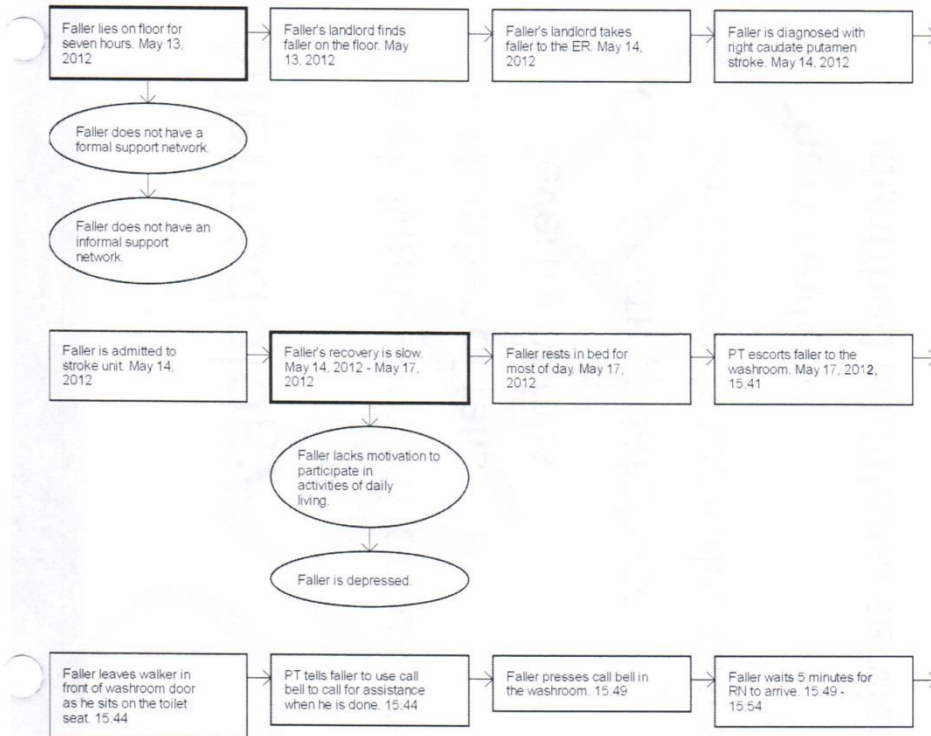 Faller lies on floor for
seven hours. May 13,
2012
Faller's landlord finds
faller on the floor. May
13, 2012
Faller's landlord takes
faller to the ER. May 14,
2012
Faller is diagnosed with
right caudate putamen
stroke. May 14, 2012
Faller does not have a
formal support network.
Faller does not have an
informal support
network.
Faller is admitted to
stroke unit. May 14,
2012
Faller's recovery is slow.
May 14, 2012 - May 17,
2012
Faller rests in bed for
most of day. May 17,
2012
PT escorts faller to the
washroom. May 17, 2012,
15:41
Faller lacks motivation to
participate in
activities of daily
living.
Faller is depressed.
Faller leaves walker in
front of washroom door
as he sits on the toilet
seat. 15:44
PT tells faller to use call
bell to call for assistance
when he is done. 15:44
Faller presses call bell in
the washroom. 15:49
Faller waits 5 minutes for
RN to arrive. 15:49 -
15:54